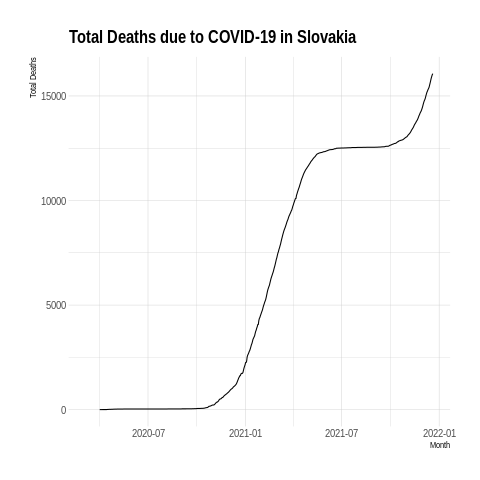 Total Deaths due to COVID-19 in Slovakia
Total Deaths
15000
10000
5000
0
2020-07 2021-01 2021-07 2022-01
Month